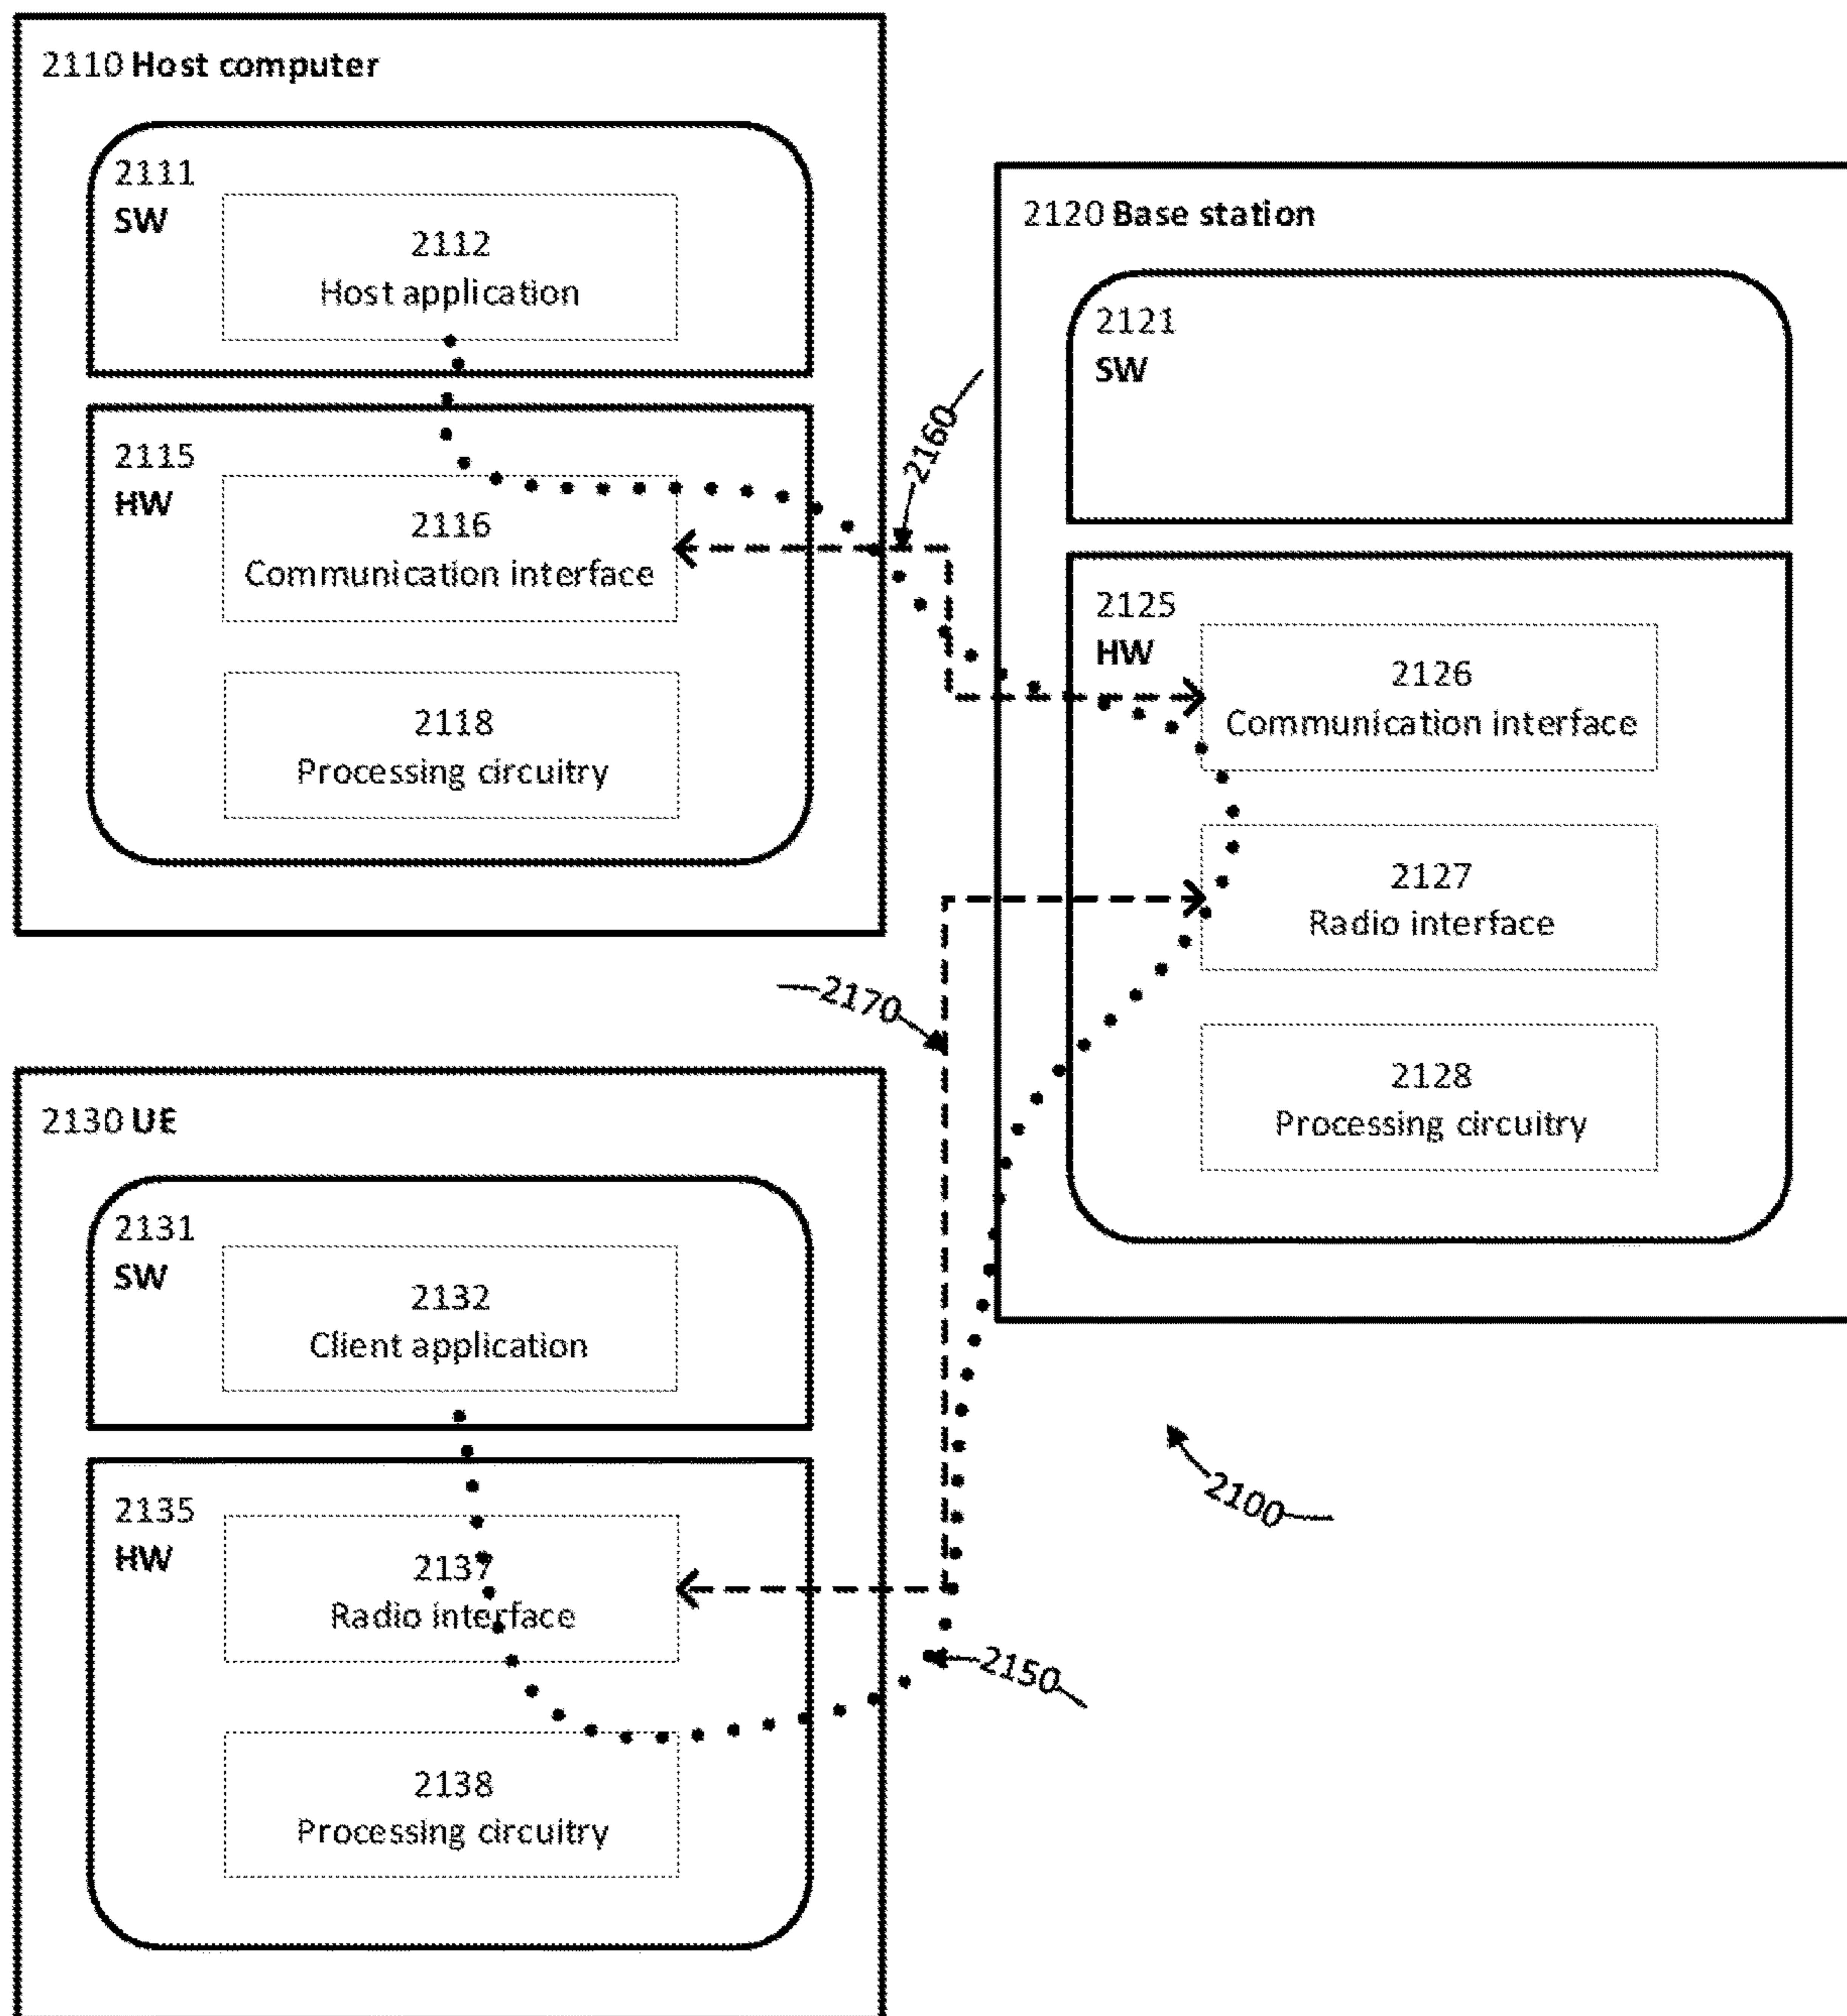 2110 Host computer
2111
SW
2112
Host application
2115
HW
2116
Communication interface
2118
Processing circuitry
2160
2120 Base station
2121
SW
2125
HW
2126
Communication interface
2127
Radio interface
2128
Processing circuitry
2170
2130 UE
2131
SW
2132
Client application
2135
HW
2137
Radio interface
2138
Processing circuitry
2100
2150